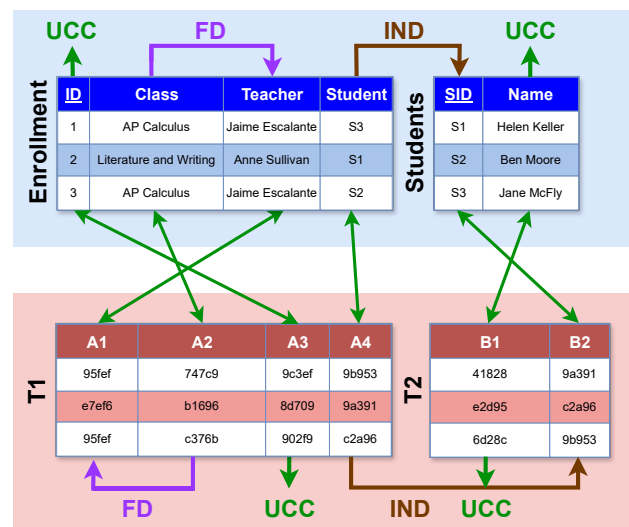 UCC FD IND UCC
Enrollment
ID Class Teacher Student
1 AP Calculus Jaime Escalante S3
2 Literature and Writing Anne Sullivan S1
3 AP Calculus Jaime Escalante S2
Students
SID Name
S1 Helen Keller
S2 Ben Moore
S3 Jane McFly
T1
A1 A2 A3 A4
95fef 747c9 9c3ef 9b953
e7ef6 b1696 8d709 9a391
95fef c376b 902f9 c2a96
T2
B1 B2
41828 9a391
e2d95 c2a96
6d28c 9b953
FD UCC IND UCC